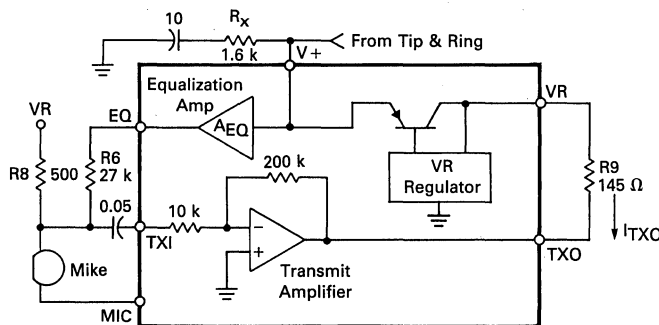 10
Rx
1.6 k
V+
From Tip & Ring
Equalization
Amp
VR
EQ
AEQ
VR
R8
500
R6
27 k
200 k
VR
Regulator
R9
145 Ω
0.05
10 k
TXI
−
+
ITXO
Mike
Transmit
Amplifier
TXO
MIC